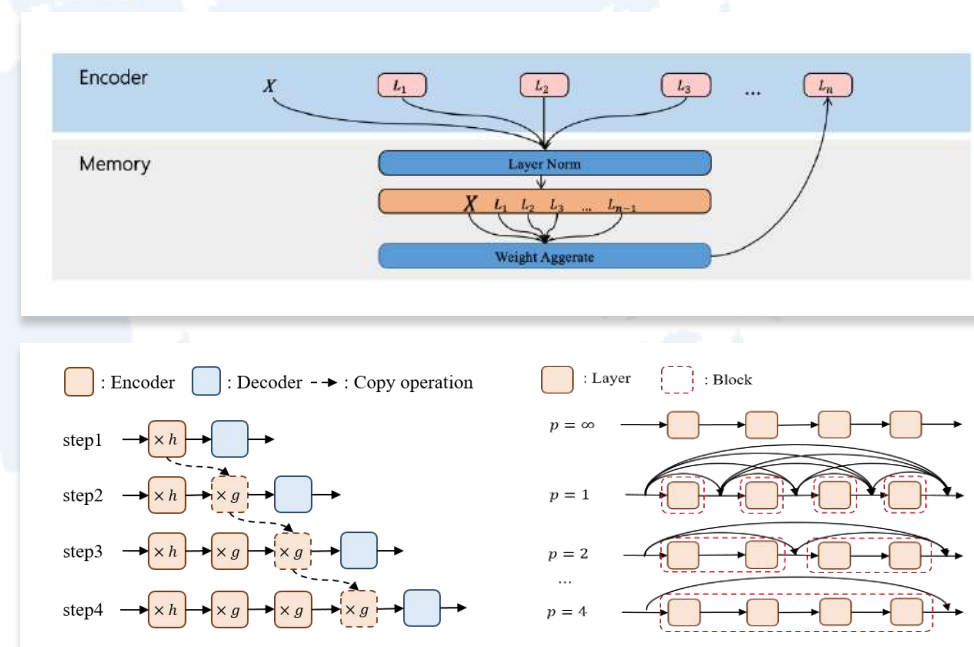 Encoder X L₁ L₂ L₃ ... Lₙ
Memory
Layer Norm
X L₁ L₂ L₃ ... Lₙ₋₁
Weight Aggerate
: Encoder : Decoder : Copy operation
step1 × h
step2 × h × g
step3 × h × g × g
step4 × h × g × g × g
: Layer : Block
p = ∞
p = 1
p = 2
...
p = 4